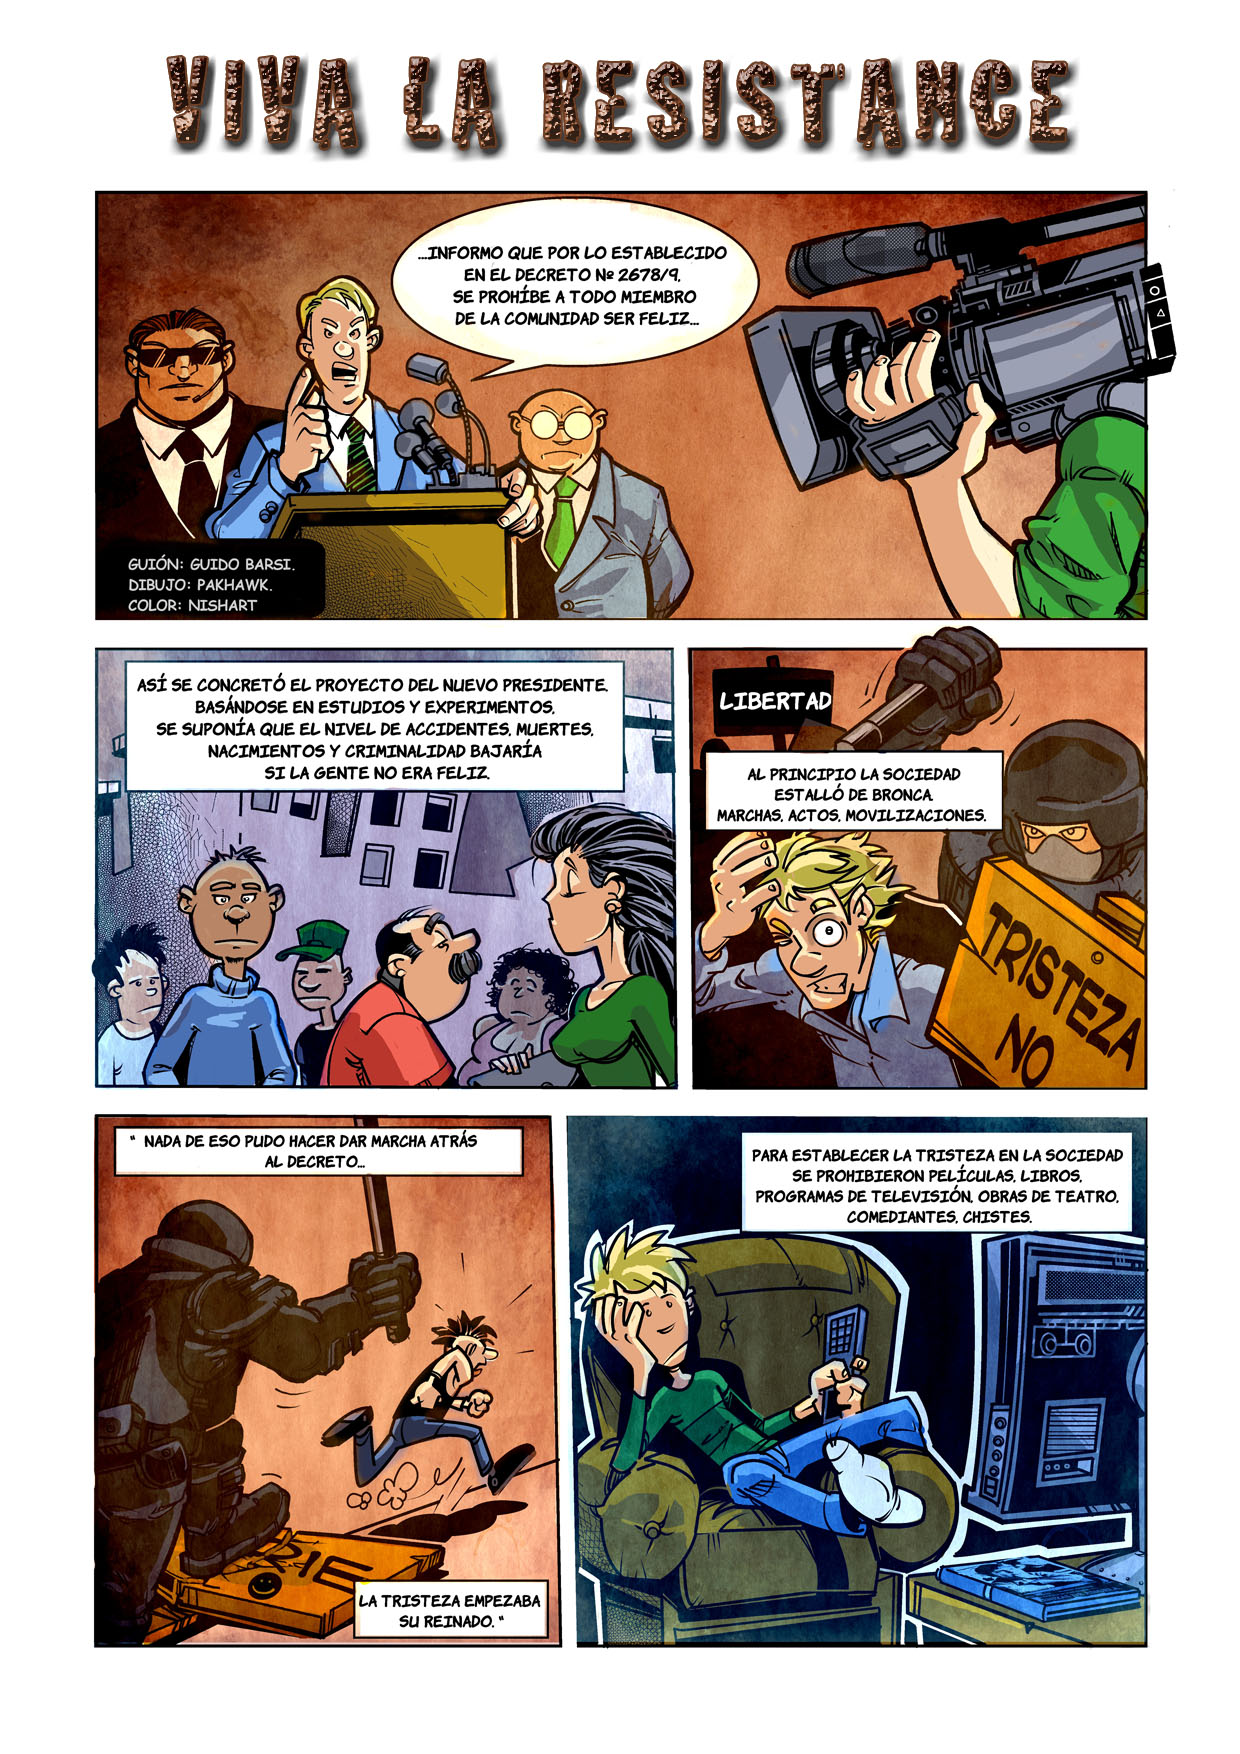 VIVA LA RESISTANCE
...INFORMO QUE POR LO ESTABLECIDO
EN EL DECRETO Nº 2678/9,
SE PROHÍBE A TODO MIEMBRO
DE LA COMUNIDAD SER FELIZ...
GUIÓN: GUIDO BARSI.
DIBUJO: PAKHAWK.
COLOR: NISHART
ASÍ SE CONCRETÓ EL PROYECTO DEL NUEVO PRESIDENTE.
BASÁNDOSE EN ESTUDIOS Y EXPERIMENTOS,
SE SUPONÍA QUE EL NIVEL DE ACCIDENTES, MUERTES,
NACIMIENTOS Y CRIMINALIDAD BAJARÍA
SI LA GENTE NO ERA FELIZ.
LIBERTAD
AL PRINCIPIO LA SOCIEDAD
ESTALLÓ DE BRONCA.
MARCHAS, ACTOS, MOVILIZACIONES.
TRISTEZA
NO
" NADA DE ESO PUDO HACER DAR MARCHA ATRÁS
AL DECRETO...
RIE
LA TRISTEZA EMPEZABA
SU REINADO. "
PARA ESTABLECER LA TRISTEZA EN LA SOCIEDAD
SE PROHIBIERON PELÍCULAS, LIBROS,
PROGRAMAS DE TELEVISIÓN, OBRAS DE TEATRO,
COMEDIANTES, CHISTES.